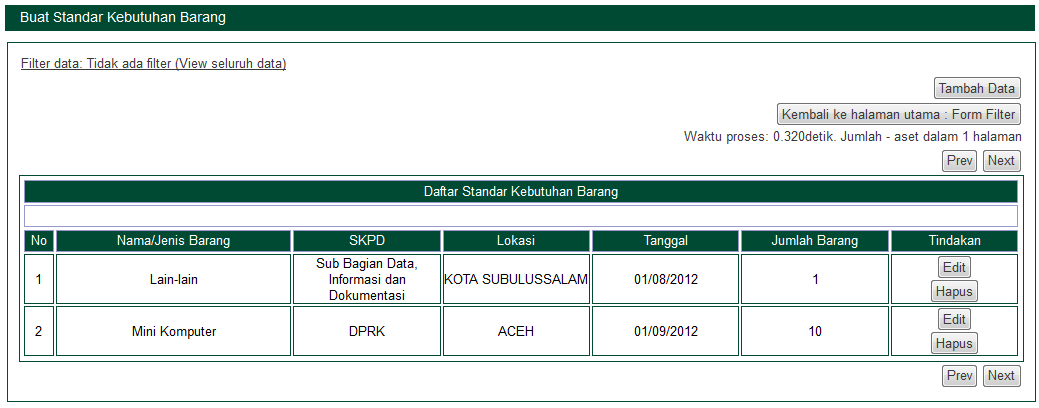 Buat Standar Kebutuhan Barang
Filter data: Tidak ada filter (View seluruh data)
Tambah Data
Kembali ke halaman utama : Form Filter
Waktu proses: 0.320detik. Jumlah - aset dalam 1 halaman
Prev Next
Daftar Standar Kebutuhan Barang
No Nama/Jenis Barang SKPD Lokasi Tanggal Jumlah Barang Tindakan
1 Lain-lain Sub Bagian Data, Informasi dan Dokumentasi KOTA SUBULUSSALAM 01/08/2012 1 Edit Hapus
2 Mini Komputer DPRK ACEH 01/09/2012 10 Edit Hapus
Prev Next